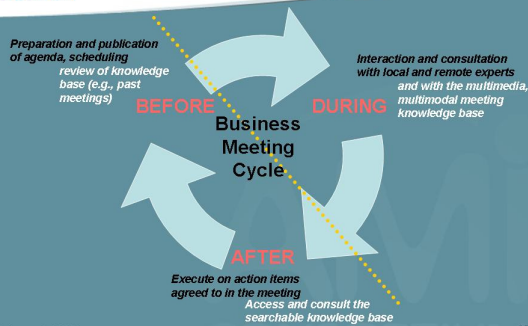 Preparation and publication
of agenda, scheduling
review of knowledge
base (e.g., past
meetings)
BEFORE
Interaction and consultation
with local and remote experts
and with the multimedia,
multimodal meeting
knowledge base
DURING
Business
Meeting
Cycle
AFTER
Execute on action items
agreed to in the meeting
Access and consult the
searchable knowledge base